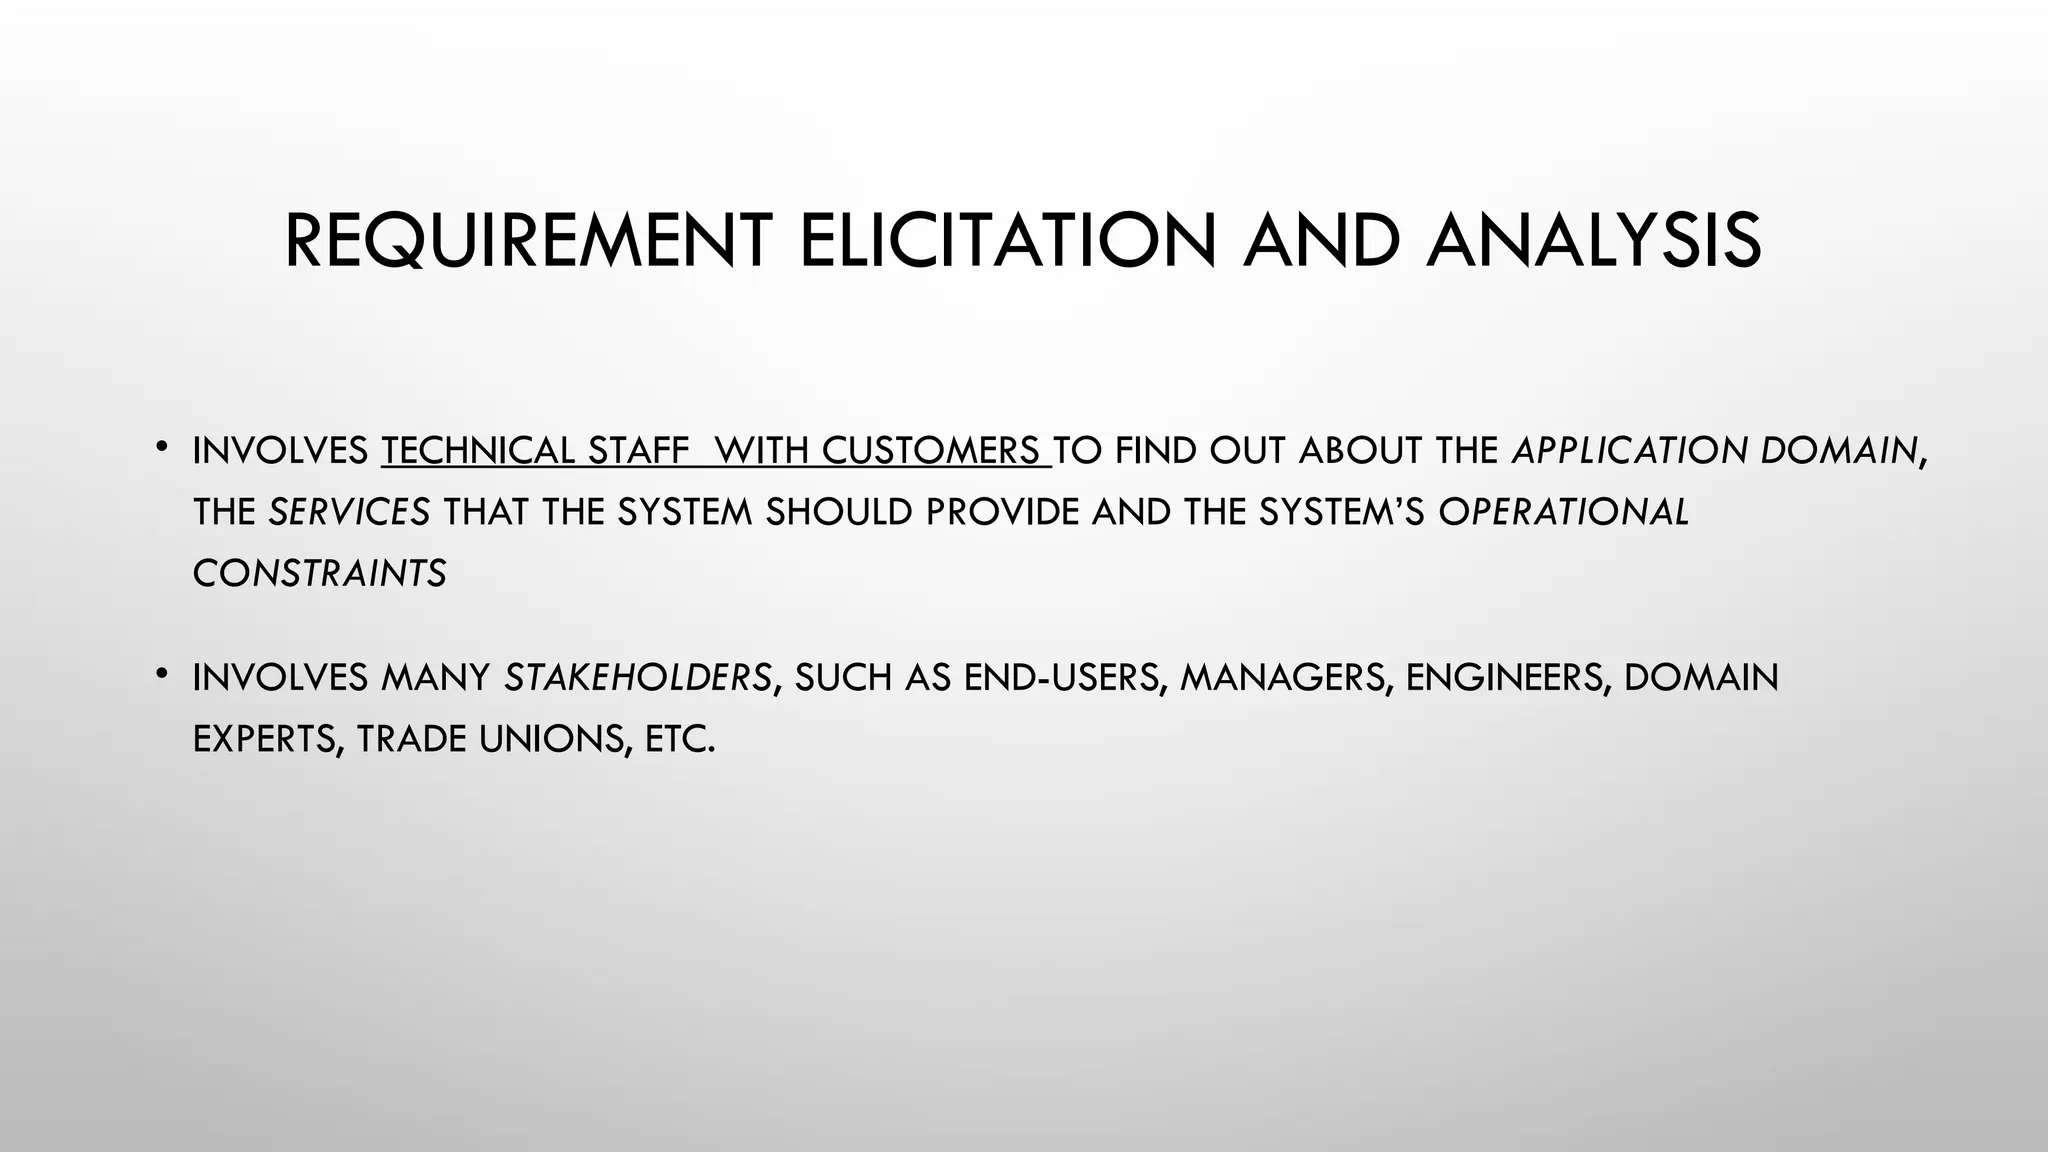 REQUIREMENT ELICITATION AND ANALYSIS
• INVOLVES TECHNICAL STAFF  WITH CUSTOMERS TO FIND OUT ABOUT THE APPLICATION DOMAIN,
THE SERVICES THAT THE SYSTEM SHOULD PROVIDE AND THE SYSTEM’S OPERATIONAL
CONSTRAINTS
• INVOLVES MANY STAKEHOLDERS, SUCH AS END-USERS, MANAGERS, ENGINEERS, DOMAIN
EXPERTS, TRADE UNIONS, ETC.